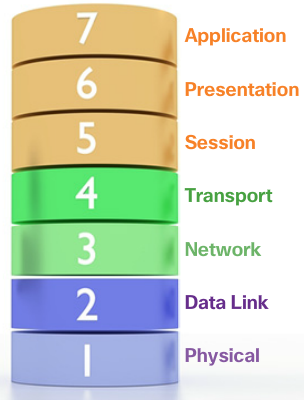 7 Application
6 Presentation
5 Session
4 Transport
3 Network
2 Data Link
1 Physical